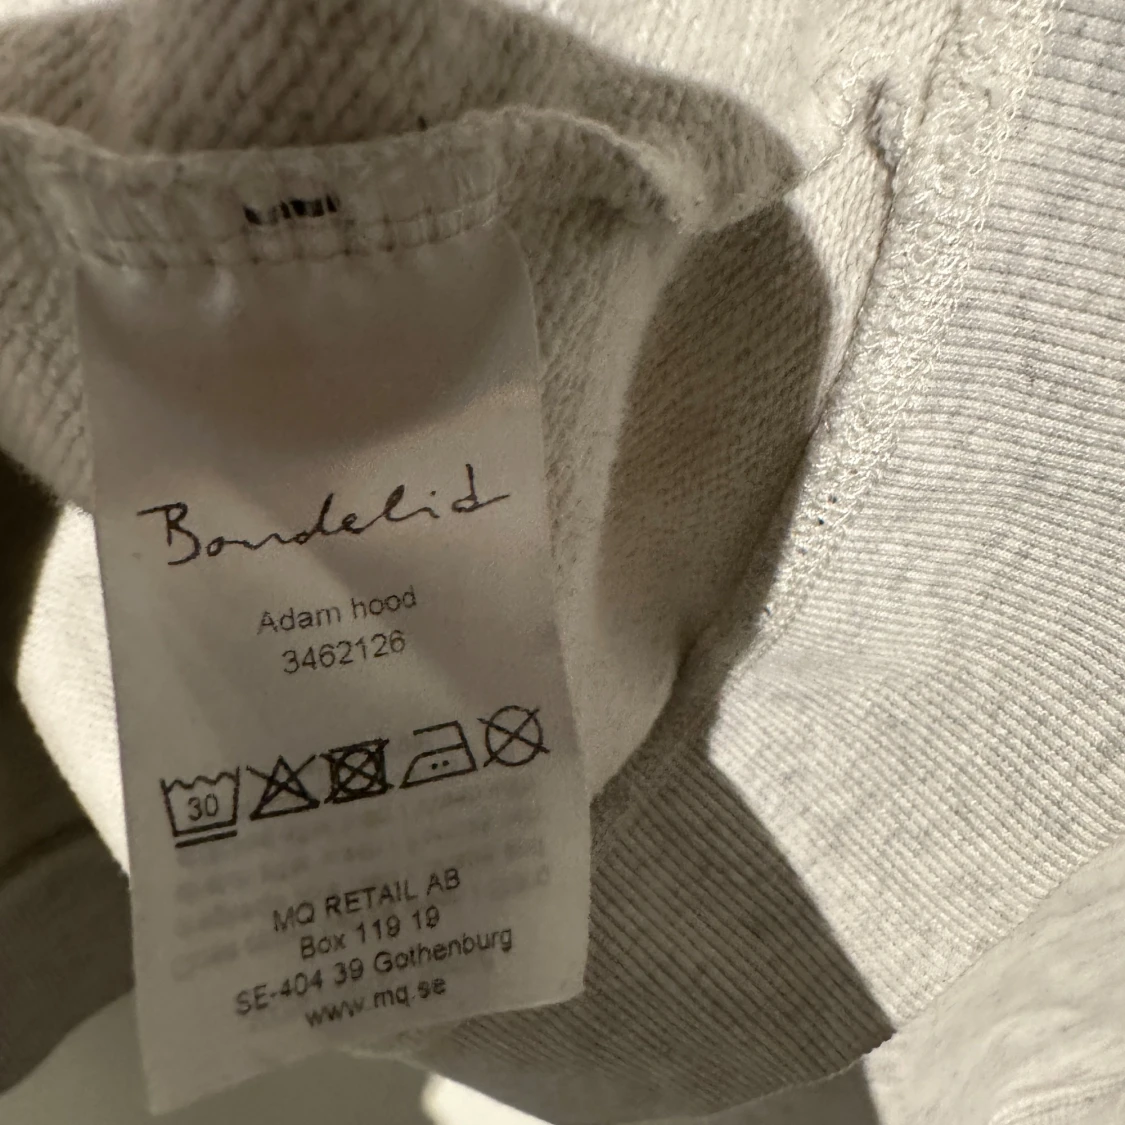 Bondelid
Adam hood
3462126
30
MQ RETAIL AB
Box 119 19
SE-404 39 Gothenburg
www.mq.se